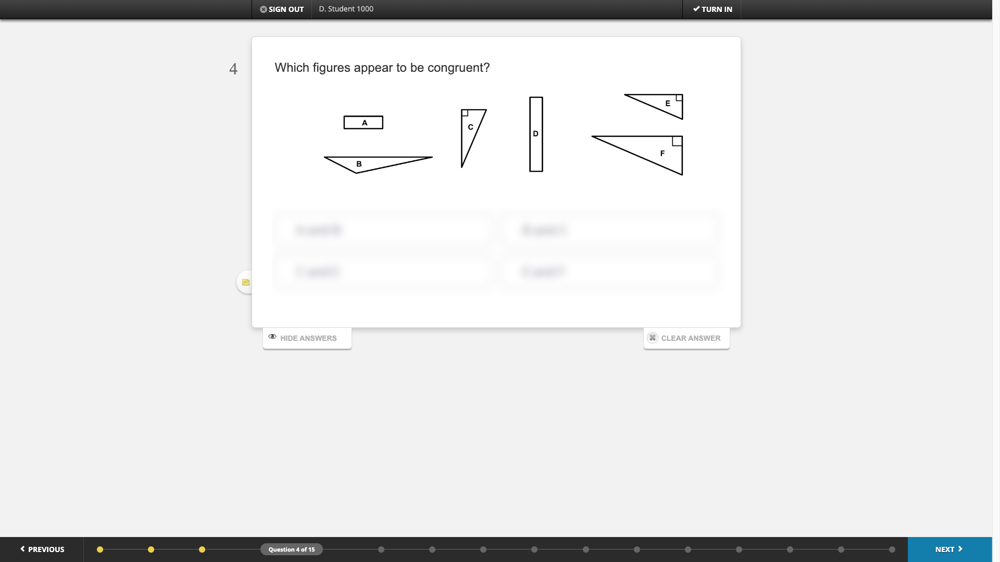 SIGN OUT D. Student 1000 TURN IN
4 Which figures appear to be congruent?
E
A
C
D
F
B
HIDE ANSWERS CLEAR ANSWER
PREVIOUS Question 4 of 15 NEXT